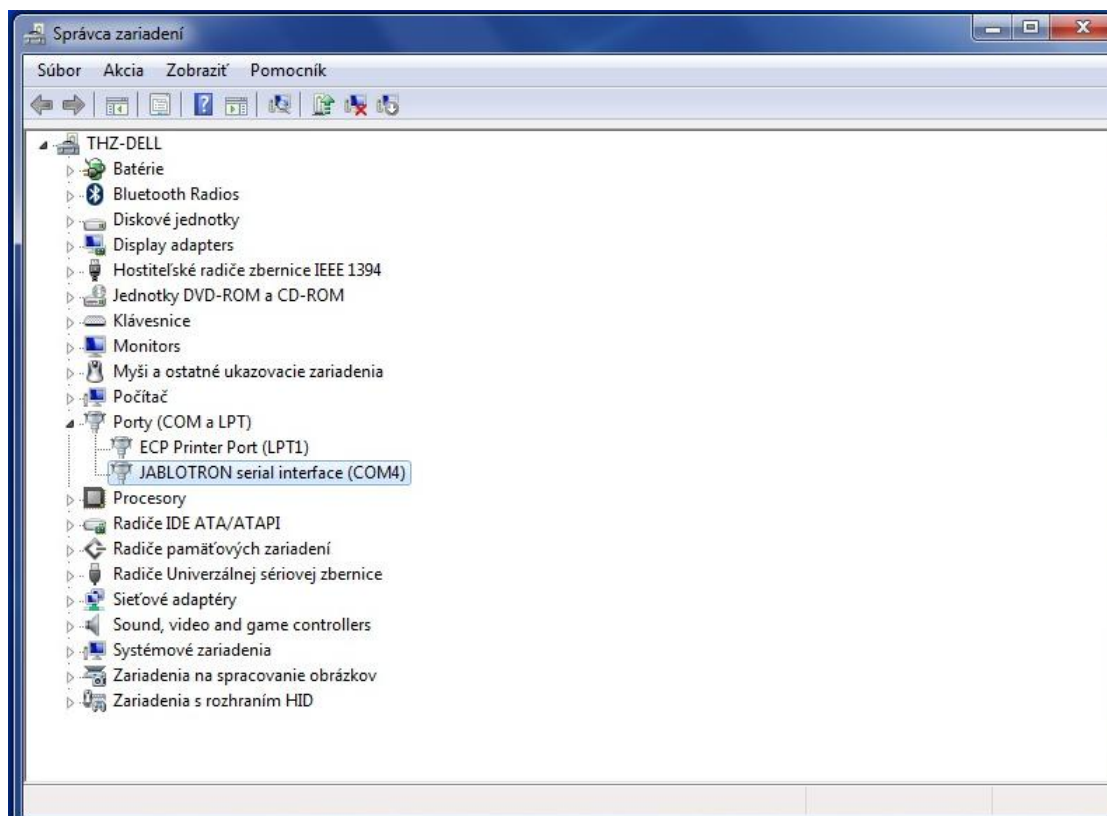 Správca zariadení
Súbor Akcia Zobraziť Pomocník
THZ-DELL
Batérie
Bluetooth Radios
Diskové jednotky
Display adapters
Hostiteľské radiče zbernice IEEE 1394
Jednotky DVD-ROM a CD-ROM
Klávesnice
Monitors
Myši a ostatné ukazovacie zariadenia
Počítač
Porty (COM a LPT)
ECP Printer Port (LPT1)
JABLOTRON serial interface (COM4)
Procesory
Radiče IDE ATA/ATAPI
Radiče pamäťových zariadení
Radiče Univerzálnej sériovej zbernice
Sieťové adaptéry
Sound, video and game controllers
Systémové zariadenia
Zariadenia na spracovanie obrázkov
Zariadenia s rozhraním HID